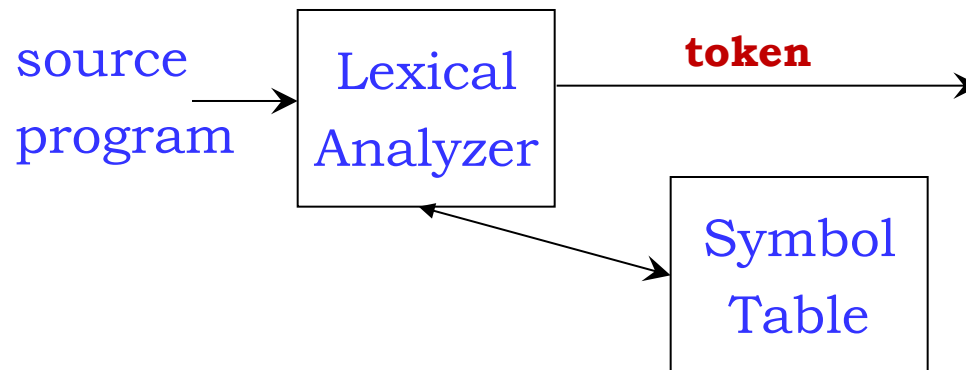 source
program
Lexical
Analyzer
token
Symbol
Table